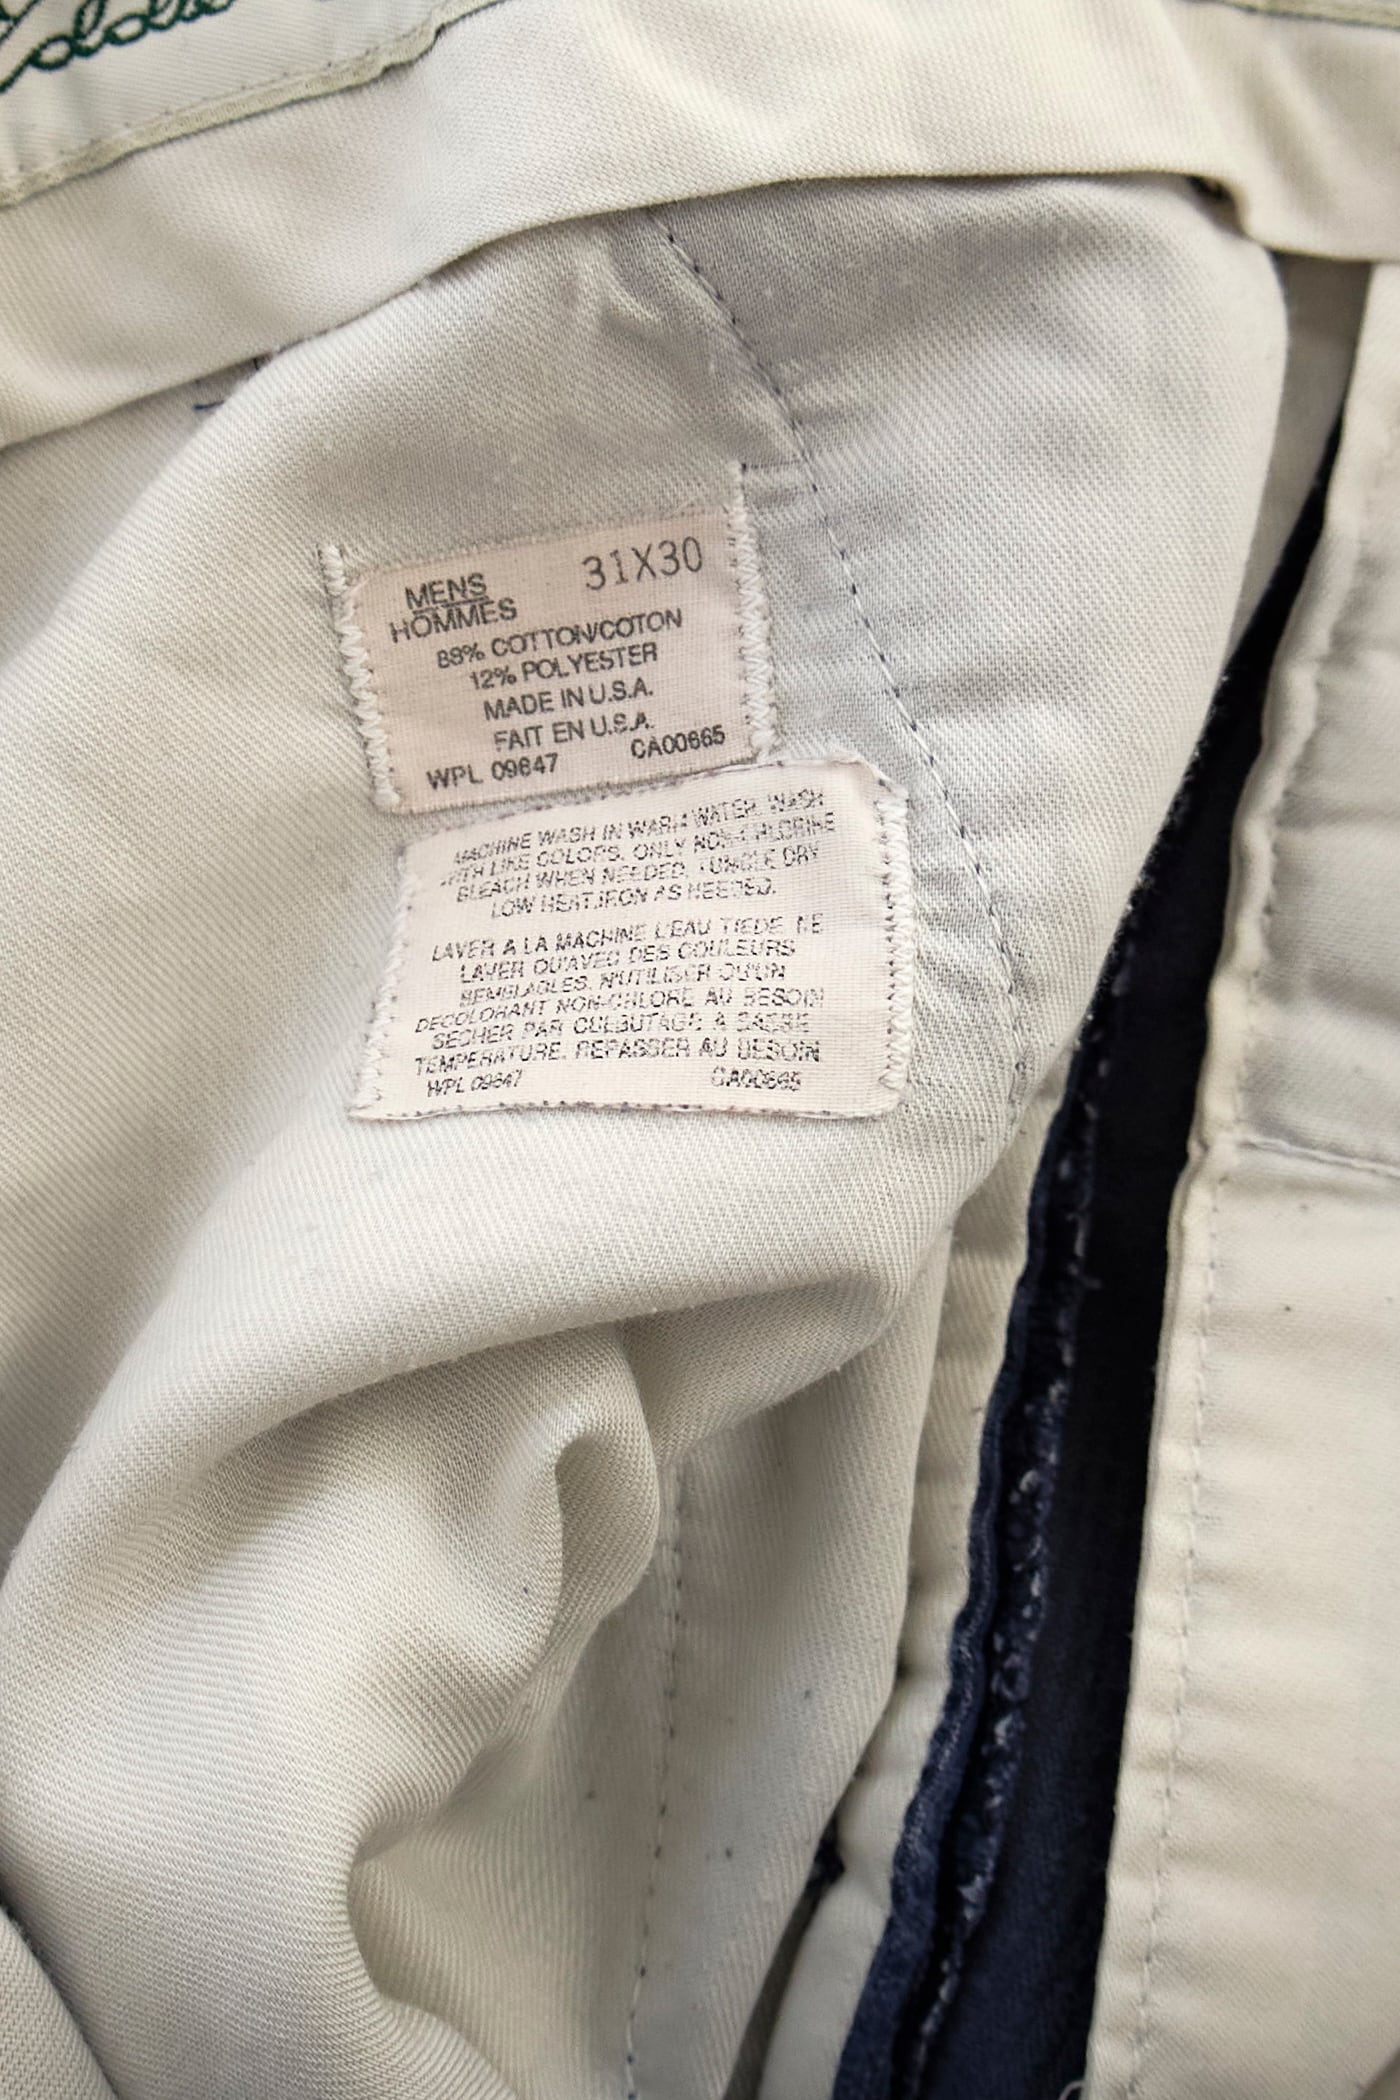 Eddie
MENS 31X30
HOMMES
88% COTTON/COTON
12% POLYESTER
MADE IN U.S.A.
FAIT EN U.S.A.
WPL 09647 CA00665
MACHINE WASH IN WARM WATER. WASH
WITH LIKE COLORS. ONLY NON-CHLORINE
BLEACH WHEN NEEDED. TUMBLE DRY
LOW HEAT.IRON AS NEEDED.
LAVER A LA MACHINE L'EAU TIEDE. NE
LAVER QU'AVEC DES COULEURS
SEMBLABLES. N'UTILISER QU'UN
DECOLORANT NON-CHLORE AU BESOIN
SECHER PAR CULBUTAGE A BASSE
TEMPERATURE. REPASSER AU BESOIN.
WPL 09647 CA00665